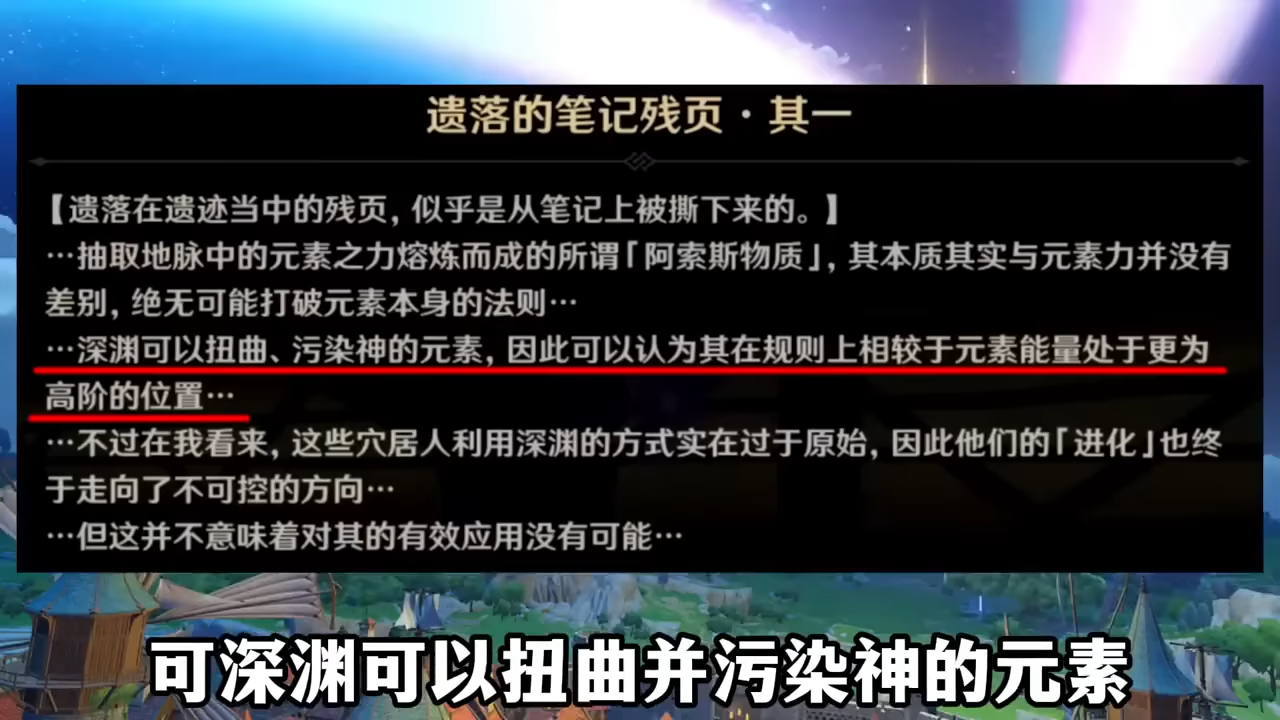 遗落的笔记残页·其一
【遗落在遗迹当中的残页，似乎是从笔记上被撕下来的。】
…抽取地脉中的元素之力熔炼而成的所谓「阿索斯物质」，其本质其实与元素力并没有
差别，绝无可能打破元素本身的法则…
…深渊可以扭曲、污染神的元素，因此可以认为其在规则上相较于元素能量处于更为
高阶的位置…
…不过在我看来，这些穴居人利用深渊的方式实在过于原始，因此他们的「进化」也终
于走向了不可控的方向…
…但这并不意味着对其的有效应用没有可能…
可深渊可以扭曲并污染神的元素